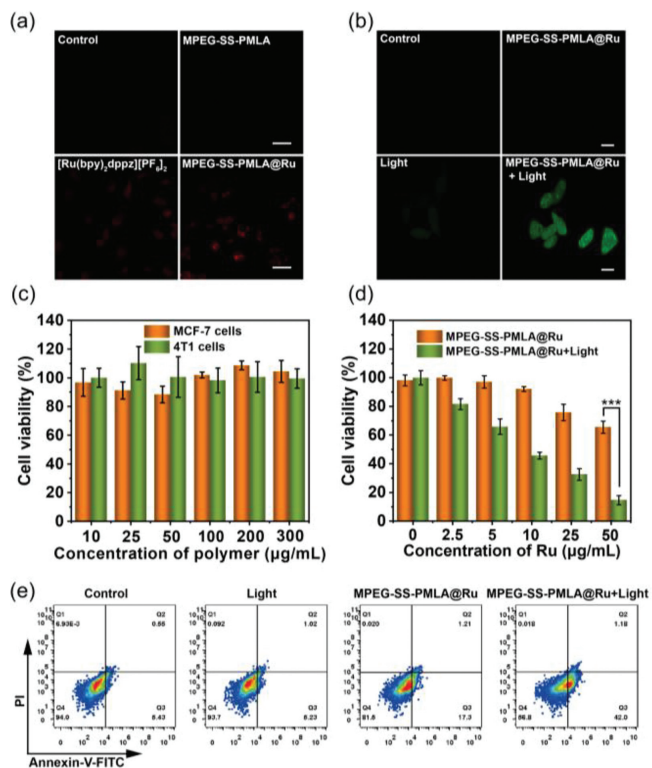 (a)
Control
MPEG-SS-PMLA
[Ru(bpy)₂dppz][PF₆]₂
MPEG-SS-PMLA@Ru
(b)
Control
MPEG-SS-PMLA@Ru
Light
MPEG-SS-PMLA@Ru
+ Light
(c)
MCF-7 cells
4T1 cells
Cell viability (%)
140
120
100
80
60
40
20
0
10 25 50 100 200 300
Concentration of polymer (µg/mL)
(d)
MPEG-SS-PMLA@Ru
MPEG-SS-PMLA@Ru+Light
***
Cell viability (%)
140
120
100
80
60
40
20
0
0 2.5 5 10 25 50
Concentration of Ru (µg/mL)
(e)
Control
Q1
Q2
0.55
Q4
94.0
Q3
Light
Q1
0.092
Q2
1.02
Q4
93.7
Q3
MPEG-SS-PMLA@Ru
Q1
0.020
Q2
1.21
Q4
81.6
Q3
17.3
MPEG-SS-PMLA@Ru+Light
Q1
0.018
Q2
1.18
Q4
56.8
Q3
42.0
PI
Annexin-V-FITC